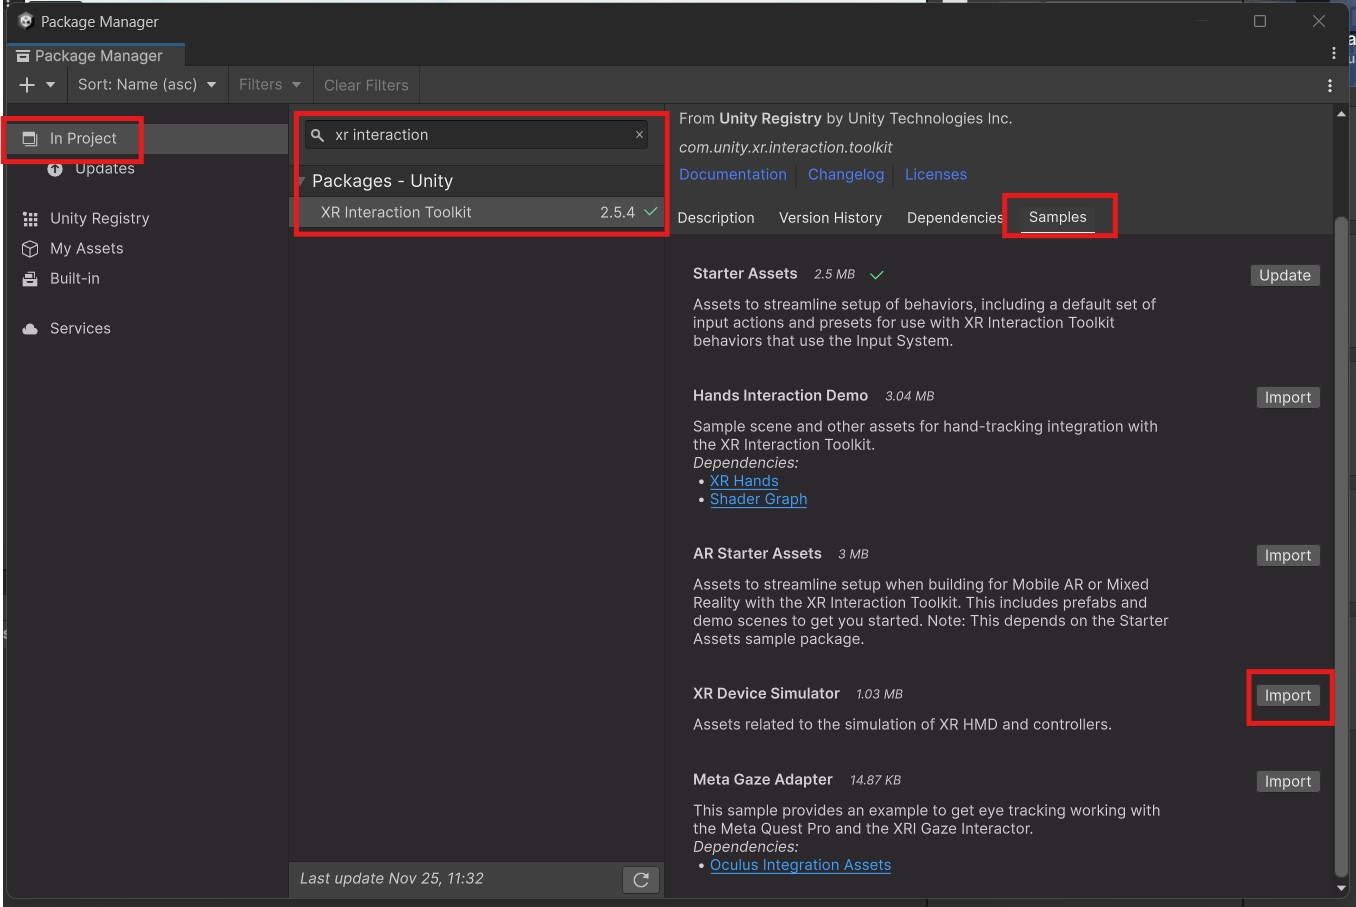 Package Manager
Package Manager
Sort: Name (asc)
Filters
Clear Filters
In Project
Updates
Unity Registry
My Assets
Built-in
Services
xr interaction
Packages - Unity
XR Interaction Toolkit 2.5.4
Last update Nov 25, 11:32
From Unity Registry by Unity Technologies Inc.
com.unity.xr.interaction.toolkit
Documentation Changelog Licenses
Description Version History Dependencies Samples
Starter Assets 2.5 MB Update
Assets to streamline setup of behaviors, including a default set of
input actions and presets for use with XR Interaction Toolkit
behaviors that use the Input System.
Hands Interaction Demo 3.04 MB Import
Sample scene and other assets for hand-tracking integration with
the XR Interaction Toolkit.
Dependencies:
• XR Hands
• Shader Graph
AR Starter Assets 3 MB Import
Assets to streamline setup when building for Mobile AR or Mixed
Reality with the XR Interaction Toolkit. This includes prefabs and
demo scenes to get you started. Note: This depends on the Starter
Assets sample package.
XR Device Simulator 1.03 MB Import
Assets related to the simulation of XR HMD and controllers.
Meta Gaze Adapter 14.87 KB Import
This sample provides an example to get eye tracking working with
the Meta Quest Pro and the XRI Gaze Interactor.
Dependencies:
• Oculus Integration Assets